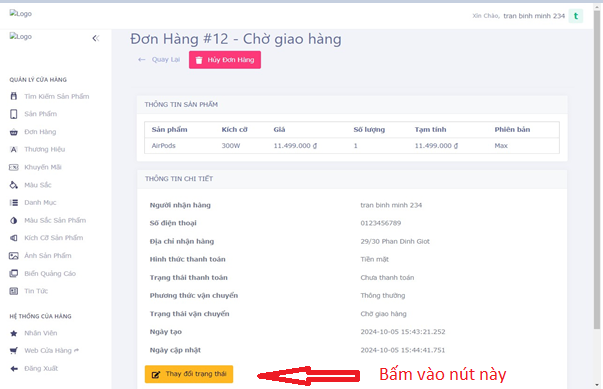 Logo
Xin Chào, tran binh minh 234 t
Logo
Đơn Hàng #12 - Chờ giao hàng
Quay Lại Hủy Đơn Hàng
QUẢN LÝ CỬA HÀNG
Tìm Kiếm Sản Phẩm
Sản Phẩm
Đơn Hàng
Thương Hiệu
Khuyến Mãi
Màu Sắc
Danh Mục
Màu Sắc Sản Phẩm
Kích Cỡ Sản Phẩm
Ảnh Sản Phẩm
Biển Quảng Cáo
Tin Tức
HỆ THỐNG CỦA HÀNG
Nhân Viên
Web Cửa Hàng
Đăng Xuất
THÔNG TIN SẢN PHẨM
Sản phẩm Kích cỡ Giá Số lượng Tạm tính Phiên bản
AirPods 300W 11.499.000 ₫ 1 11.499.000 ₫ Max
THÔNG TIN CHI TIẾT
Người nhận hàng tran binh minh 234
Số điện thoại 0123456789
Địa chỉ nhận hàng 29/30 Phan Dinh Giot
Hình thức thanh toán Tiền mặt
Trạng thái thanh toán Chưa thanh toán
Phương thức vận chuyển Thông thường
Trạng thái vận chuyển Chờ giao hàng
Ngày tạo 2024-10-05 15:43:21.252
Ngày cập nhật 2024-10-05 15:44:41.751
Thay đổi trạng thái
Bấm vào nút này